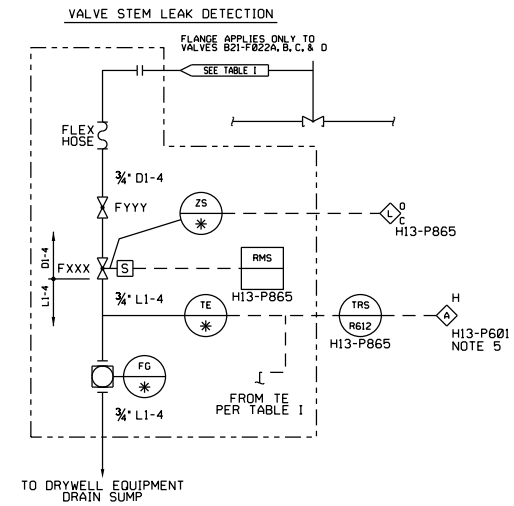 VALVE STEM LEAK DETECTION
FLANGE APPLIES ONLY TO
VALVES B21-F022A, B, C, & D
SEE TABLE I
FLEX
HOSE
¾" D1-4
FYYY
ZS
*
L
O
C
H13-P865
D1-4
L1-4
FXXX
S
RMS
H13-P865
¾" L1-4
TE
*
TRS
R612
H13-P865
A
H
H13-P601
NOTE 5
FG
*
FROM TE
PER TABLE I
¾" L1-4
TO DRYWELL EQUIPMENT
DRAIN SUMP